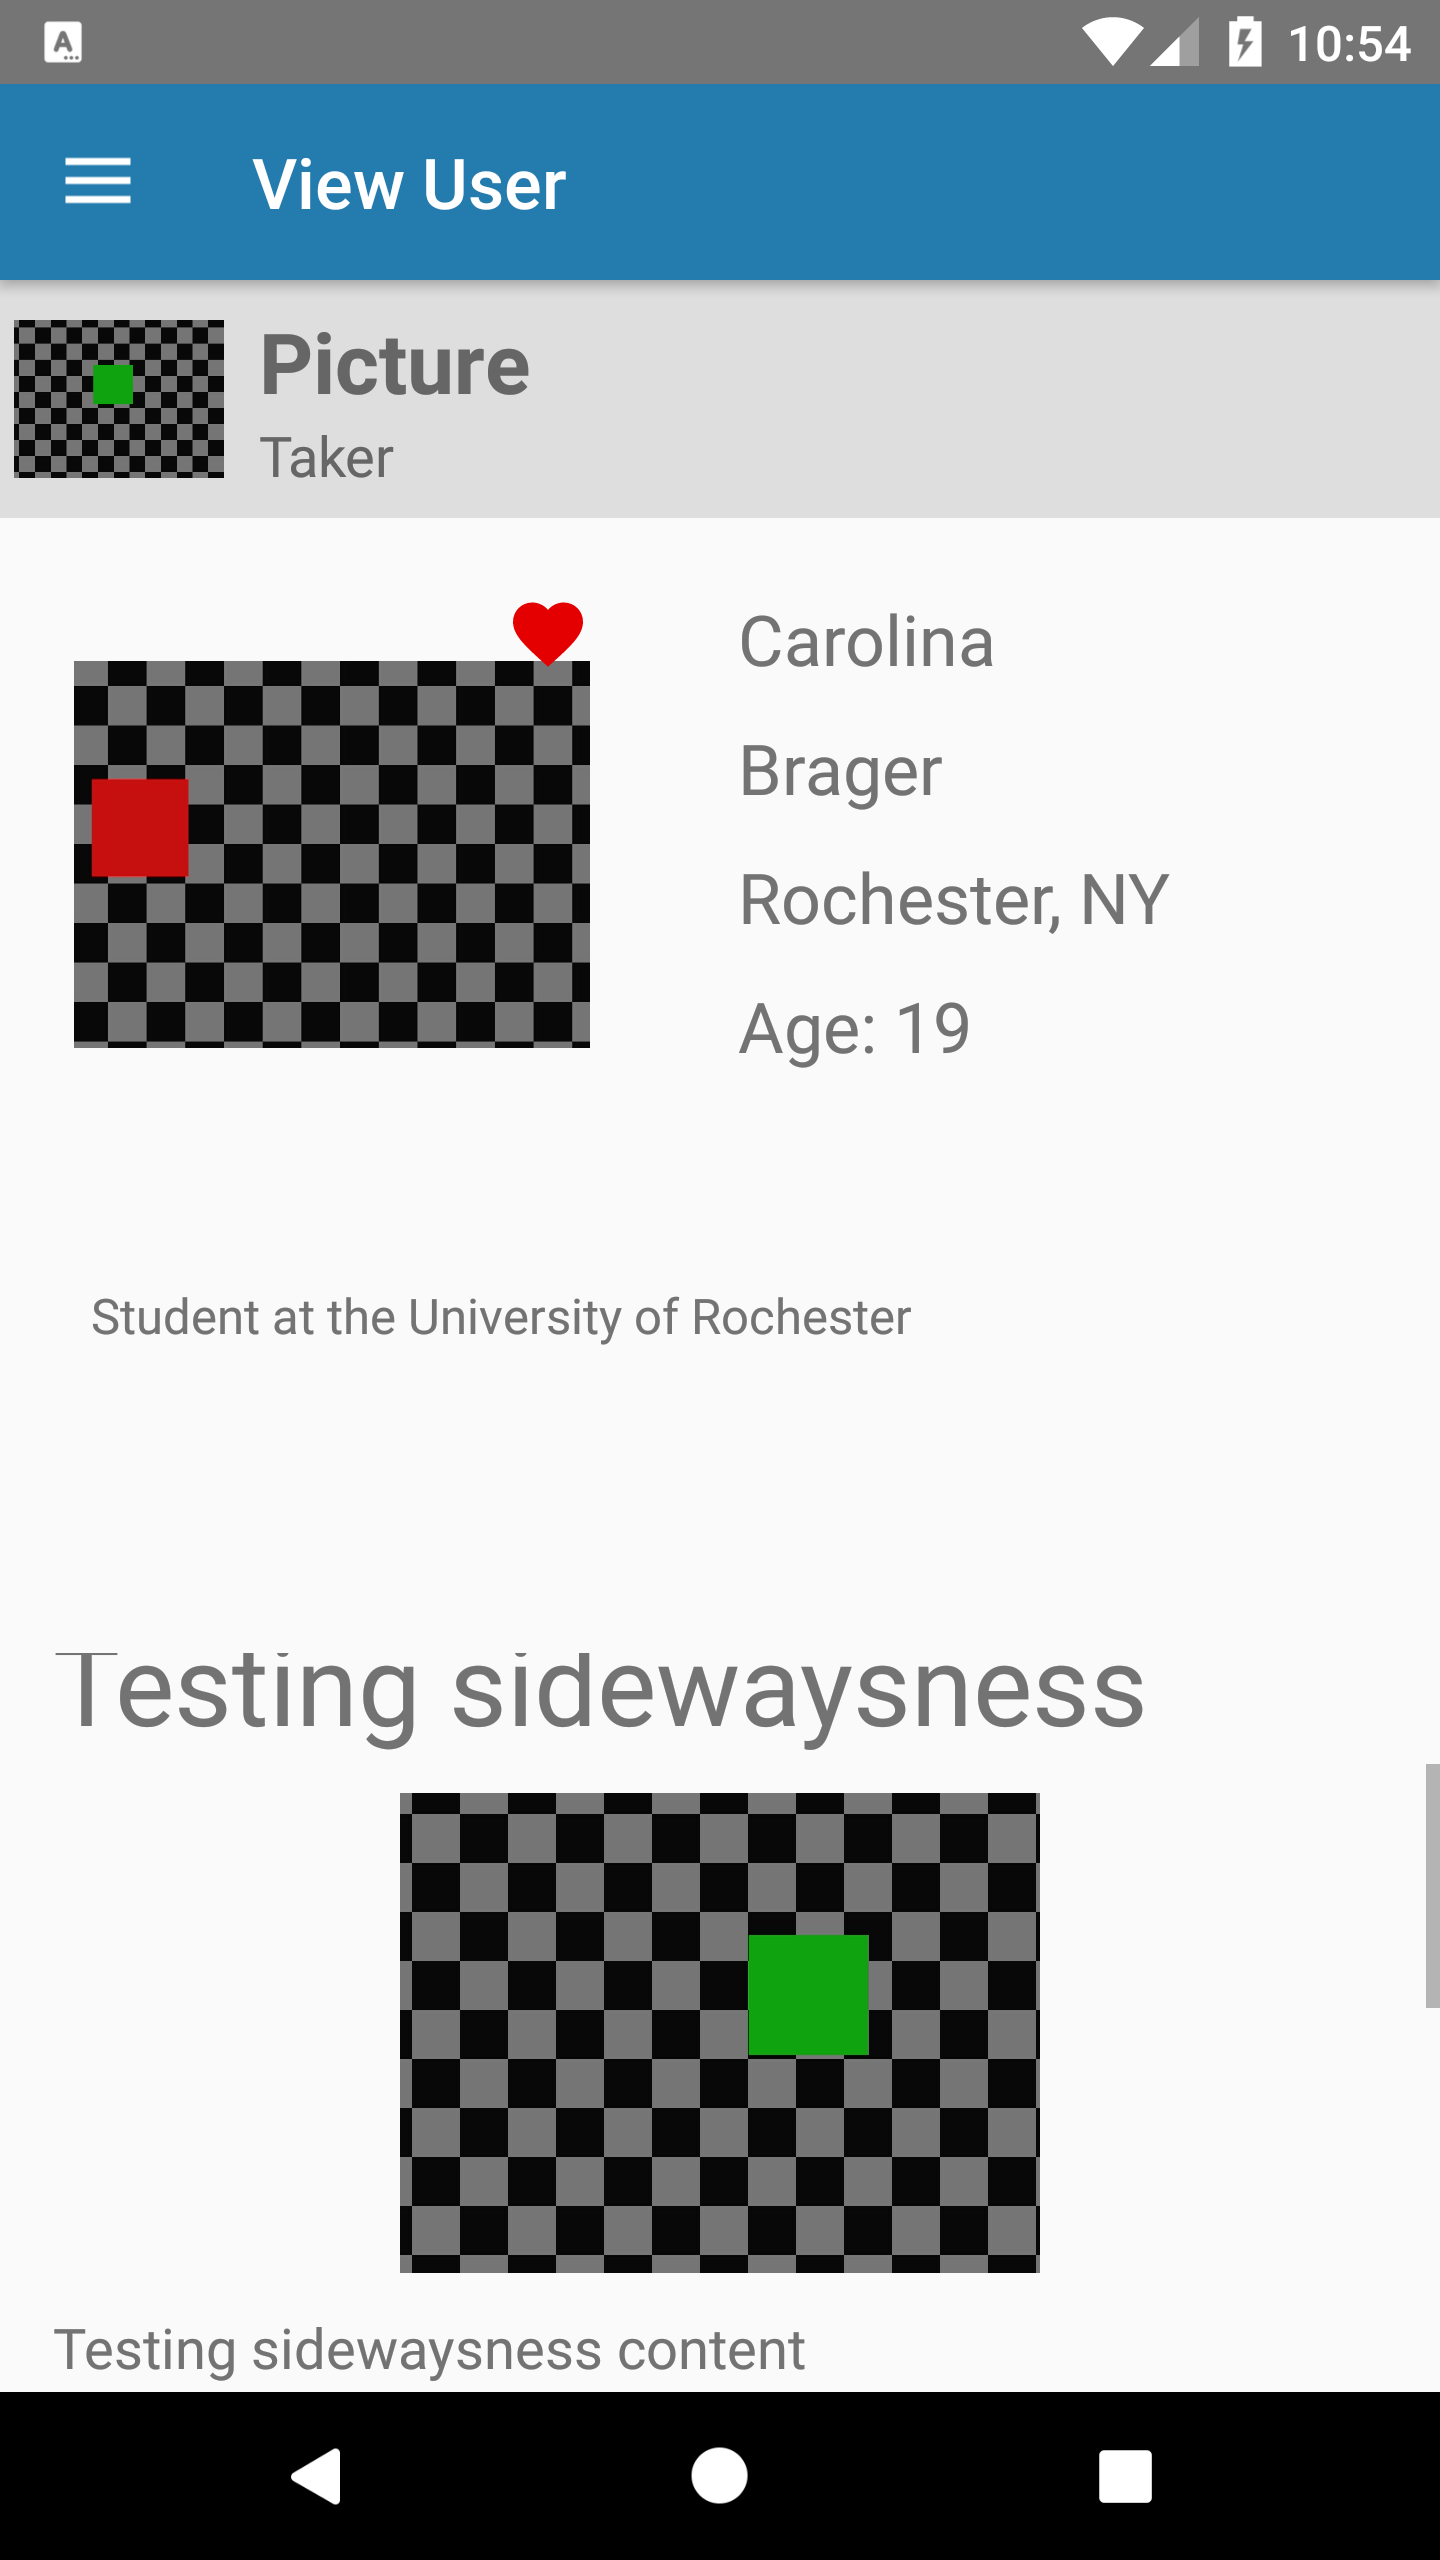 10:54
View User
Picture
Taker
Carolina
Brager
Rochester, NY
Age: 19
Student at the University of Rochester
Testing sidewaysness
Testing sidewaysness content